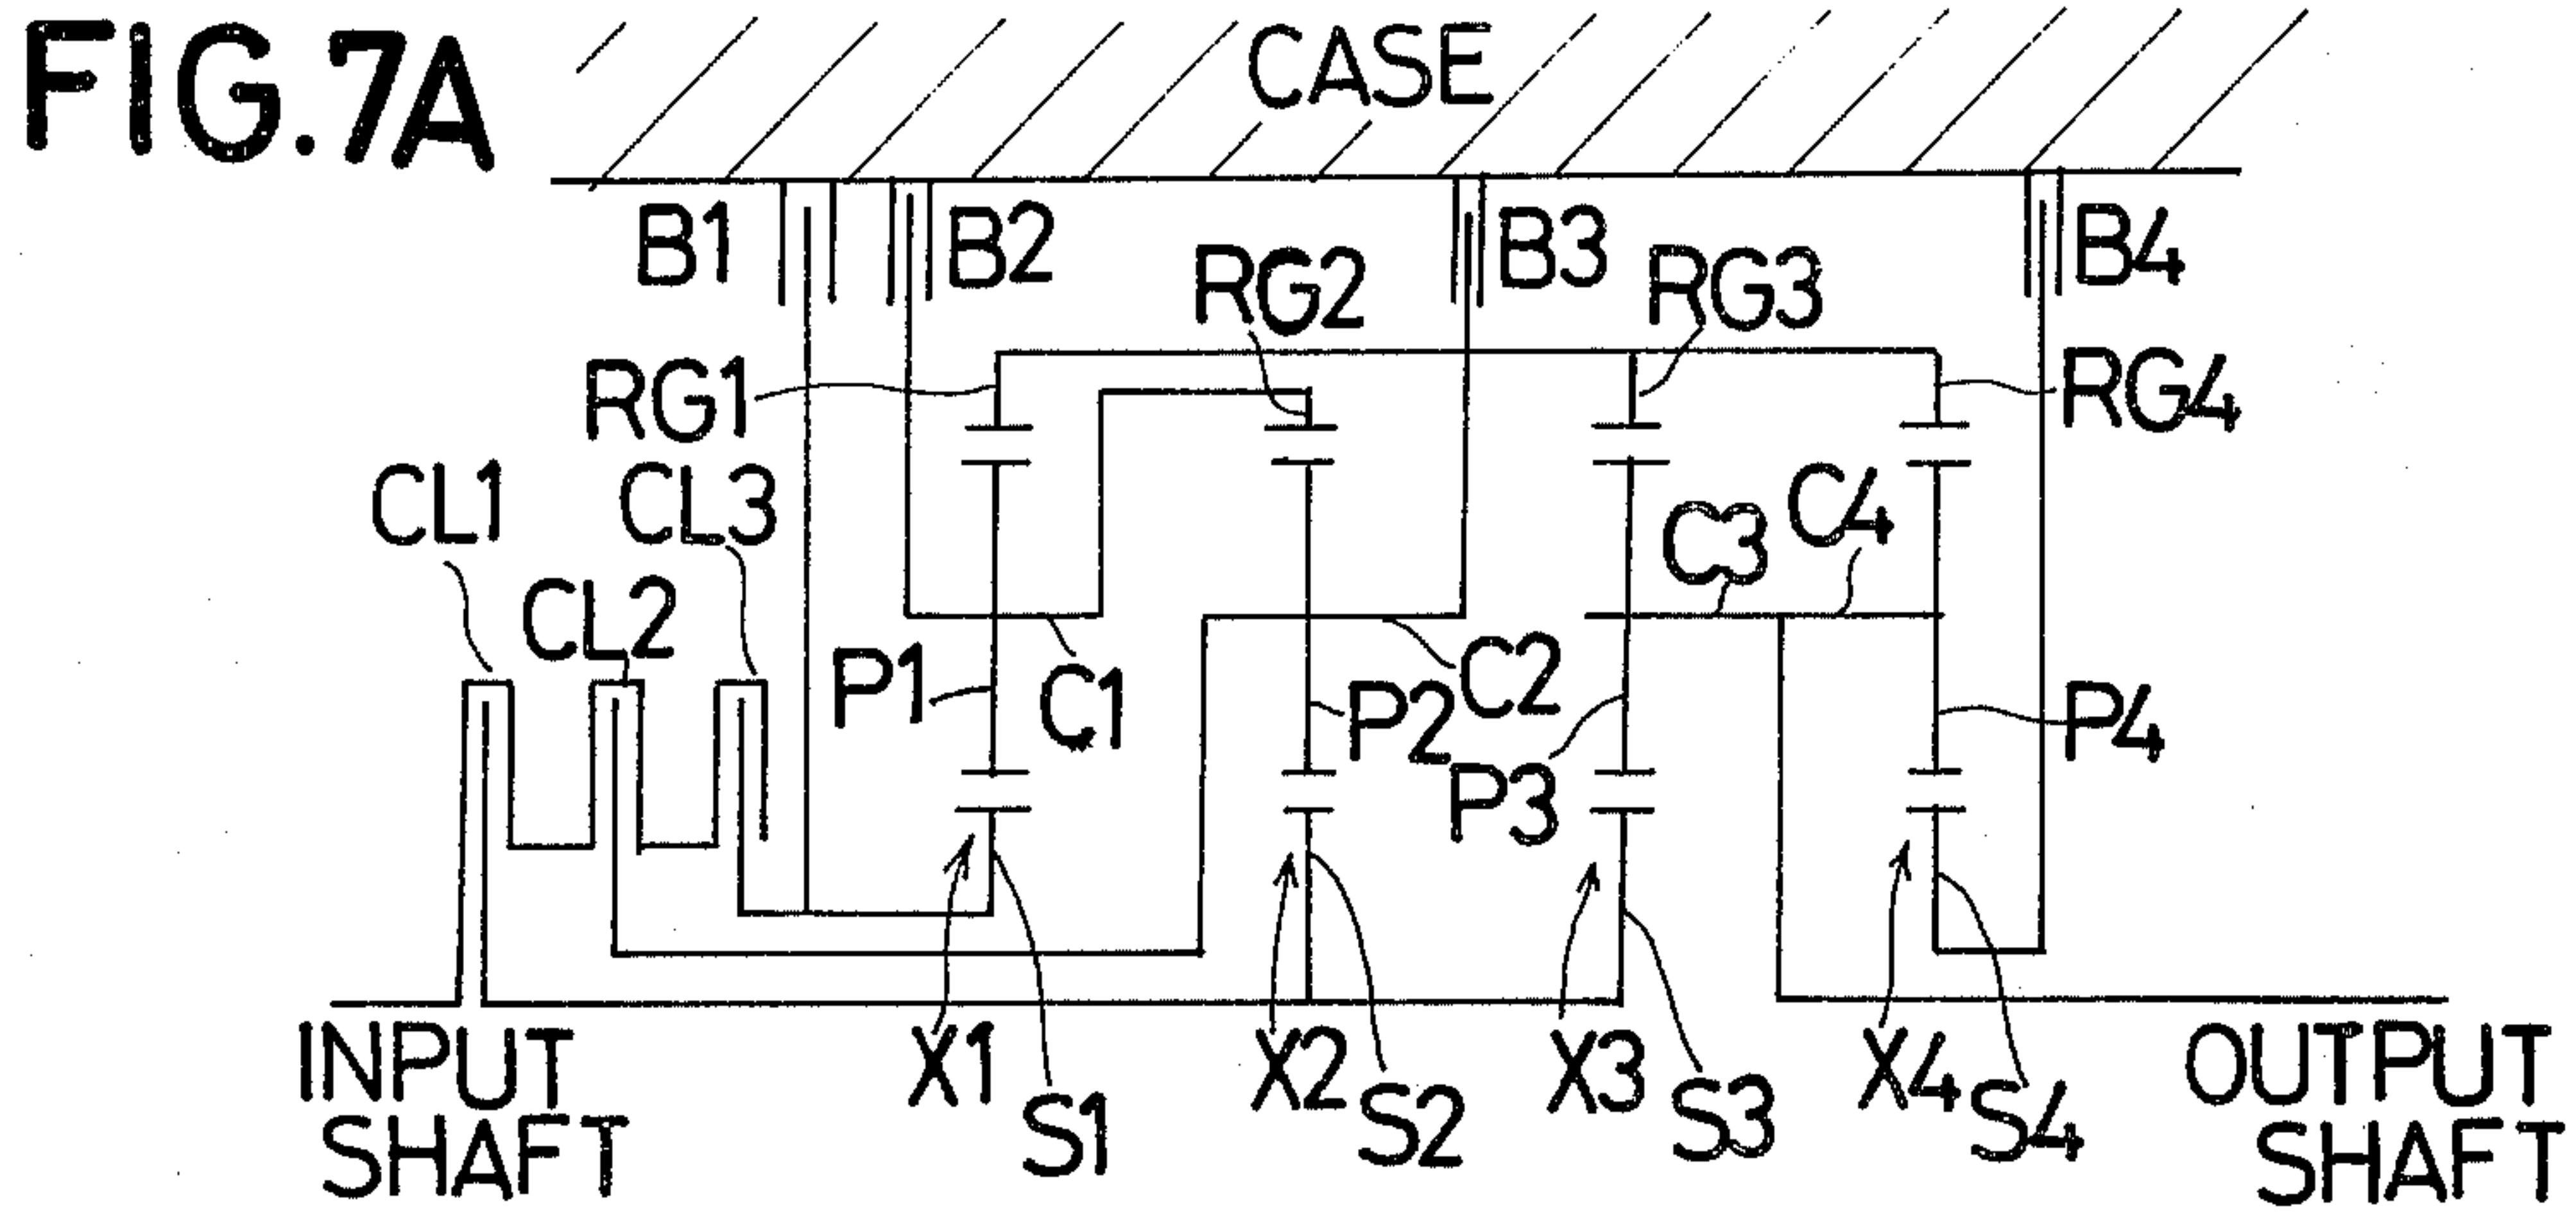 FIG.7A
CASE
B1
B2
B3
B4
RG2
RG3
RG1
RG4
CL1
CL3
C3
C4
CL2
P1
C1
P2
C2
P4
P3
INPUT
SHAFT
X1
S1
X2
S2
X3
S3
X4
S4
OUTPUT
SHAFT